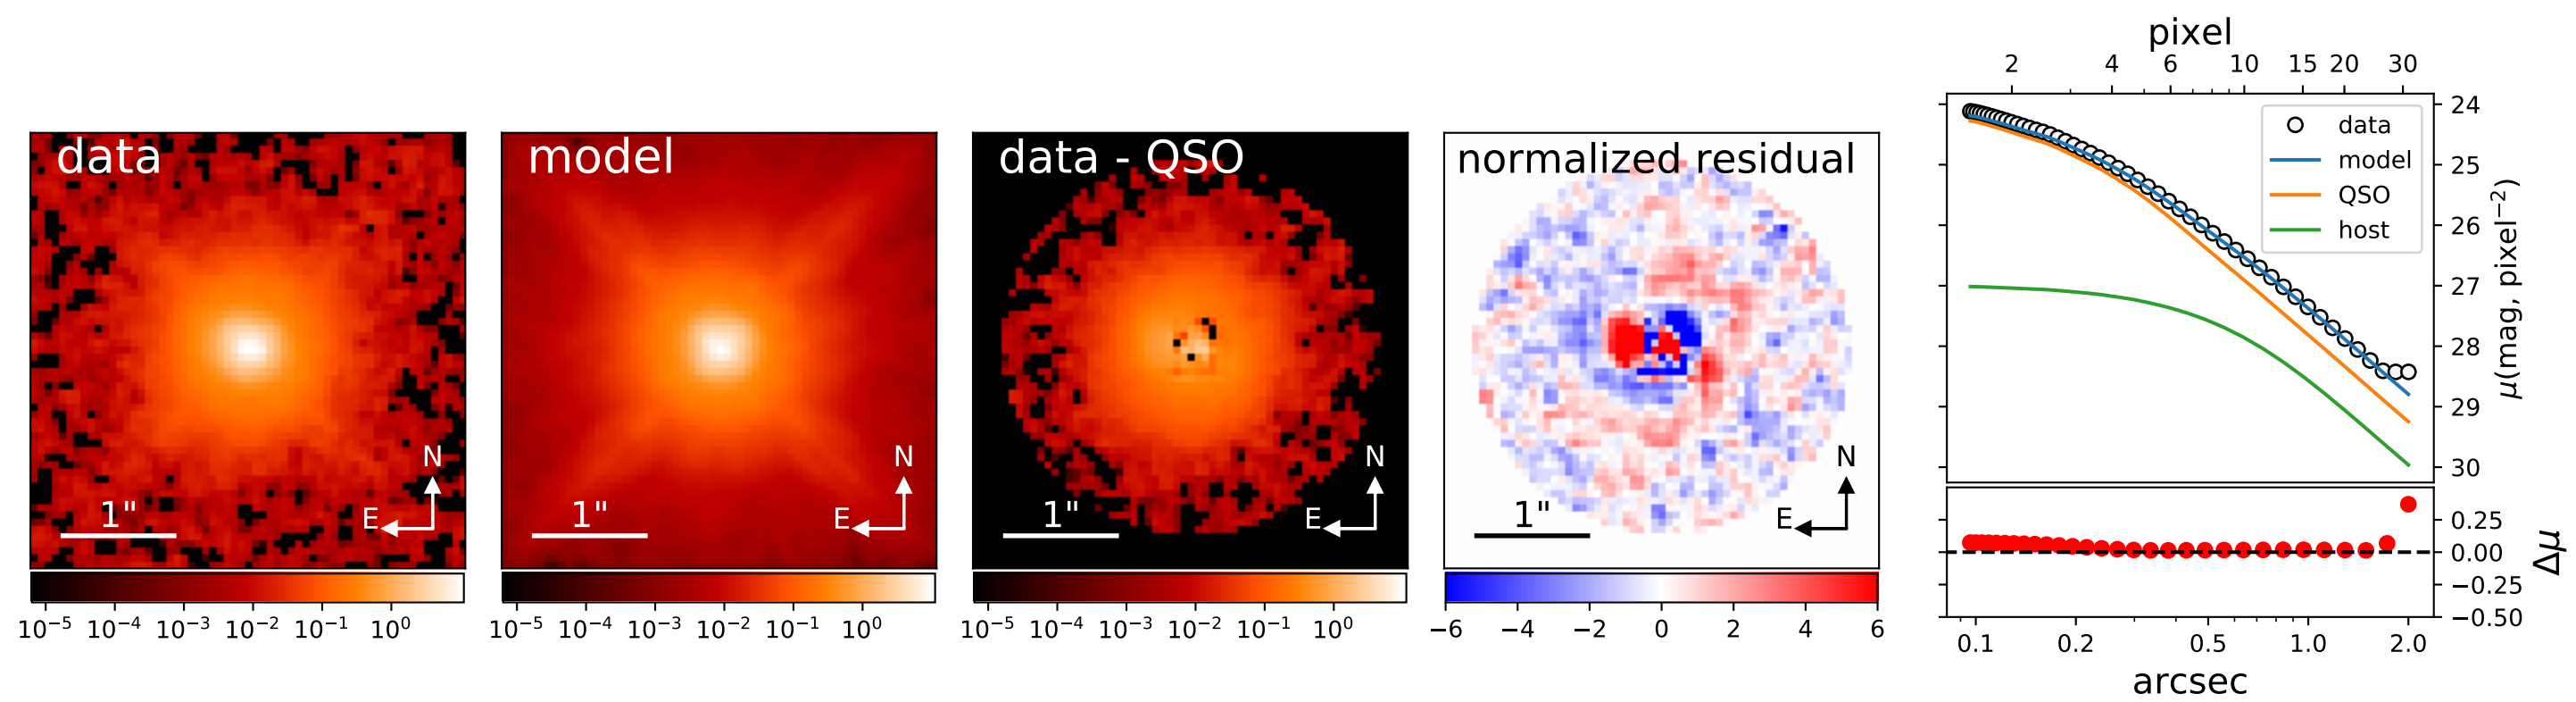 data
N
E
1"
10⁻⁵ 10⁻⁴ 10⁻³ 10⁻² 10⁻¹ 10⁰
model
N
E
1"
10⁻⁵ 10⁻⁴ 10⁻³ 10⁻² 10⁻¹ 10⁰
data - QSO
N
E
1"
10⁻⁵ 10⁻⁴ 10⁻³ 10⁻² 10⁻¹ 10⁰
normalized residual
N
E
1"
−6 −4 −2 0 2 4 6
pixel
2 4 6 10 15 20 30
data
model
QSO
host
24
25
26
27
28
29
30
μ(mag, pixel⁻²)
0.25
0.00
−0.25
−0.50
Δμ
0.1 0.2 0.5 1.0 2.0
arcsec